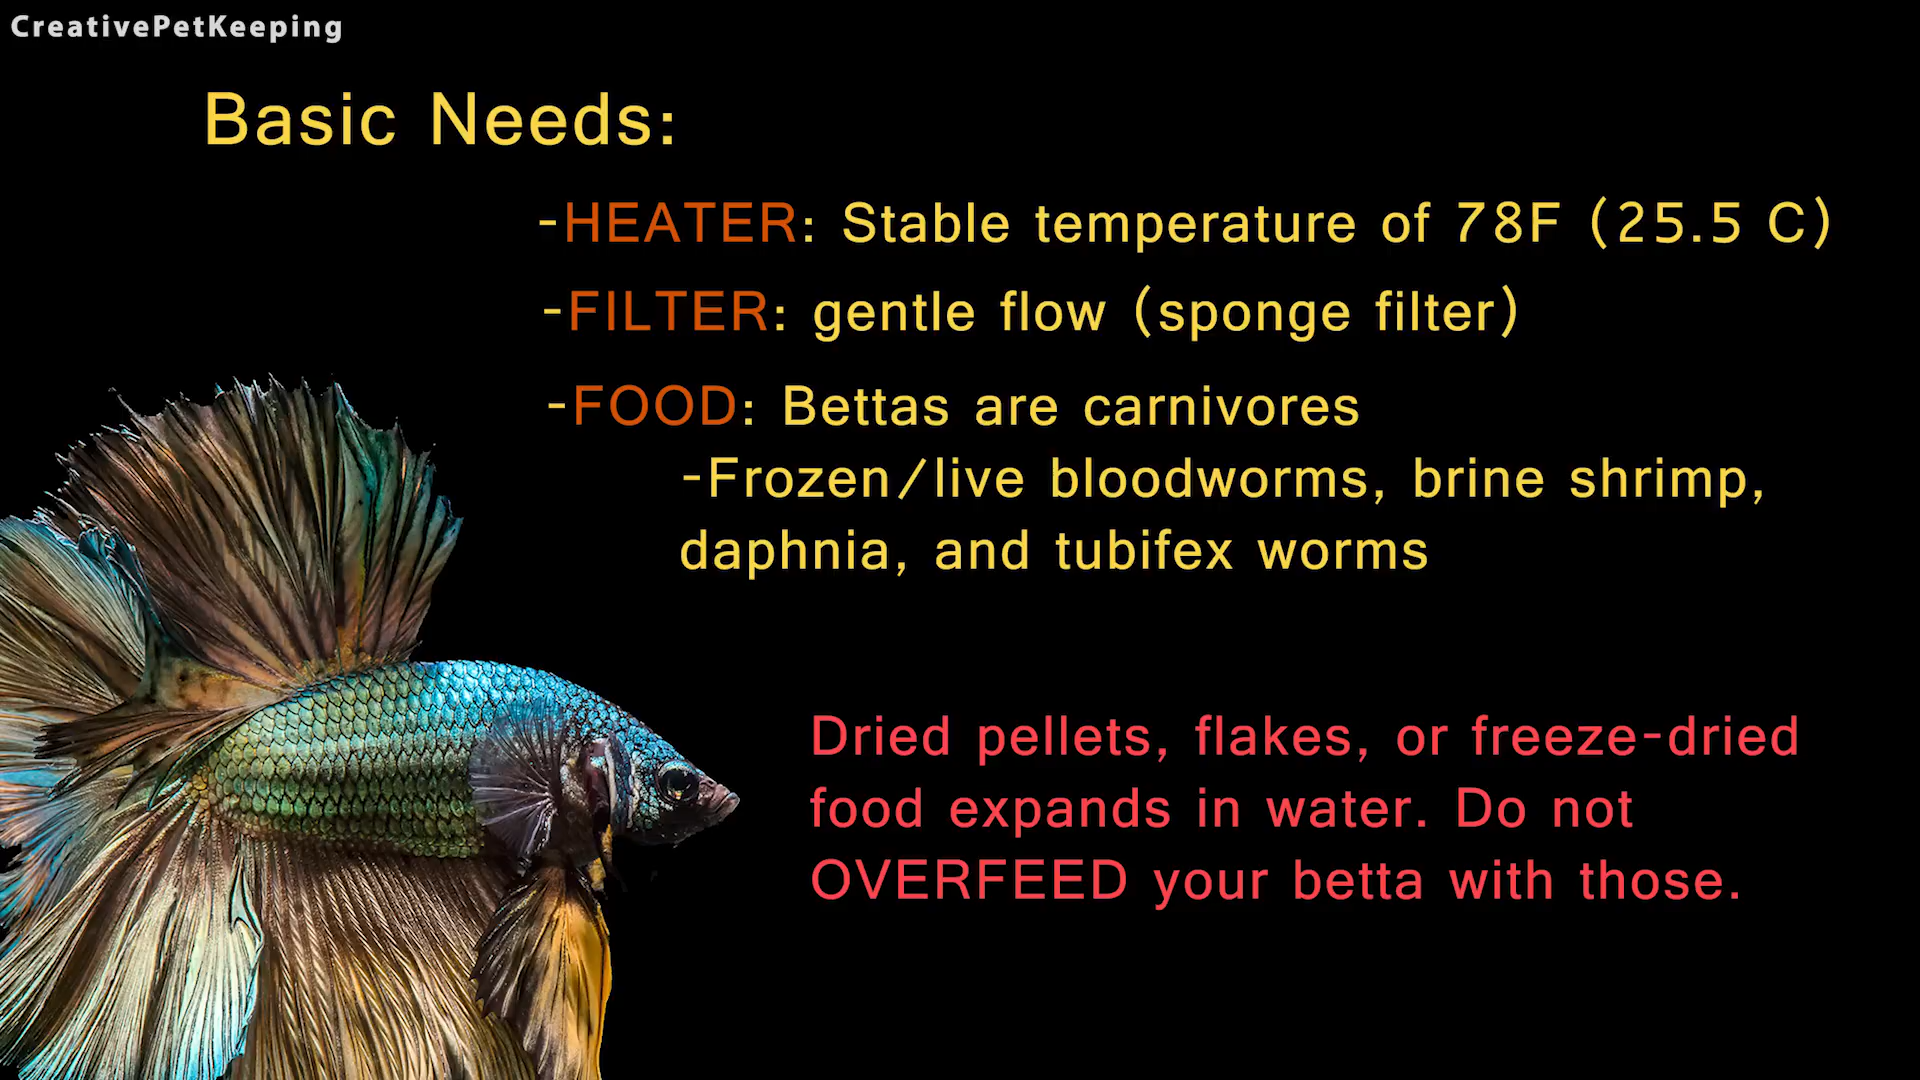 CreativePetKeeping
Basic Needs:
-HEATER: Stable temperature of 78F (25.5 C)
-FILTER: gentle flow (sponge filter)
-FOOD: Bettas are carnivores
-Frozen/live bloodworms, brine shrimp,
daphnia, and tubifex worms
Dried pellets, flakes, or freeze-dried
food expands in water. Do not
OVERFEED your betta with those.